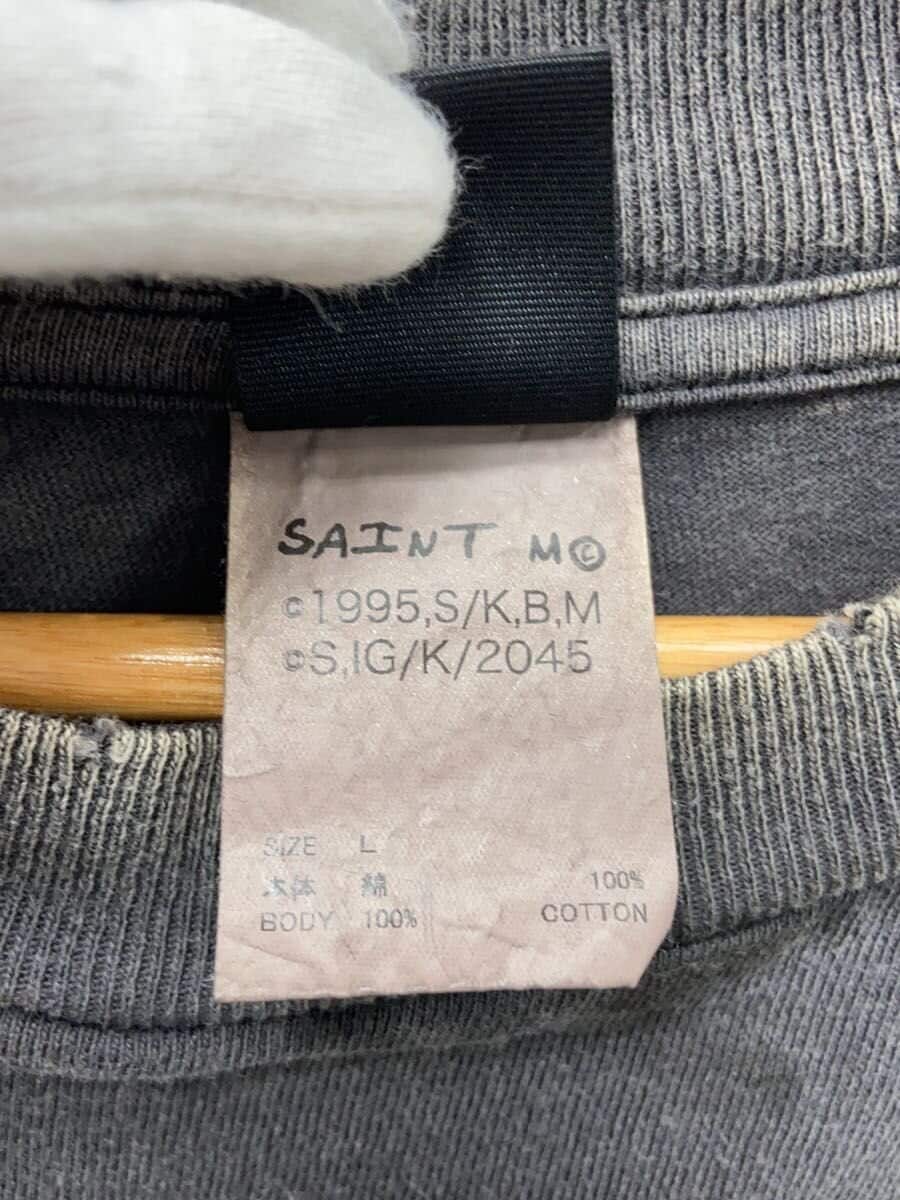 SAINT M©
©1995,S/K,B,M
©S,IG/K/2045
SIZE L
本体 綿 100%
BODY 100% COTTON